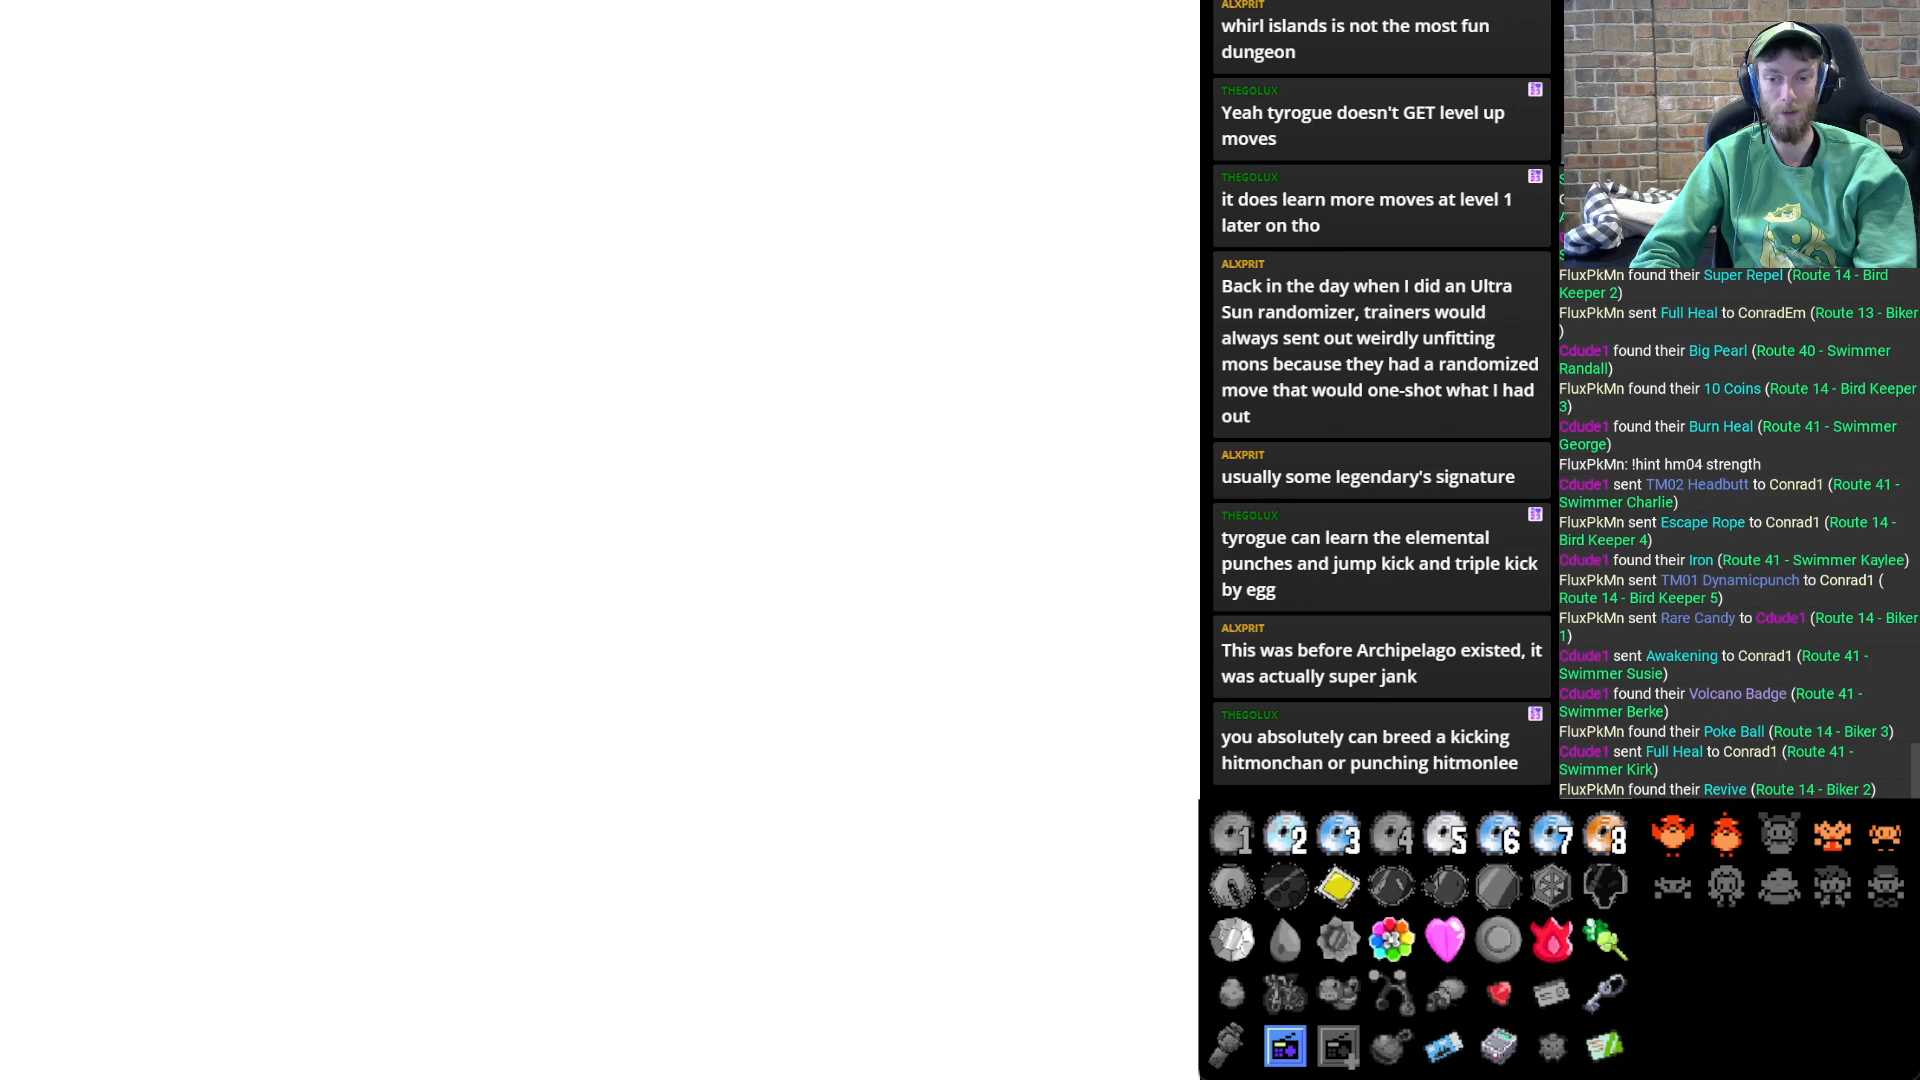 ALXPRIT
whirl islands is not the most fun
dungeon
THEGOLUX
Yeah tyrogue doesn't GET level up
moves
THEGOLUX
it does learn more moves at level 1
later on tho
ALXPRIT
Back in the day when I did an Ultra
Sun randomizer, trainers would
always sent out weirdly unfitting
mons because they had a randomized
move that would one-shot what I had
out
ALXPRIT
usually some legendary's signature
THEGOLUX
tyrogue can learn the elemental
punches and jump kick and triple kick
by egg
ALXPRIT
This was before Archipelago existed, it
was actually super jank
THEGOLUX
you absolutely can breed a kicking
hitmonchan or punching hitmonlee
FluxPkMn found their Super Repel (Route 14 - Bird
Keeper 2)
FluxPkMn sent Full Heal to ConradEm (Route 13 - Biker
)
Cdude1 found their Big Pearl (Route 40 - Swimmer
Randall)
FluxPkMn found their 10 Coins (Route 14 - Bird Keeper
3)
Cdude1 found their Burn Heal (Route 41 - Swimmer
George)
FluxPkMn: !hint hm04 strength
Cdude1 sent TM02 Headbutt to Conrad1 (Route 41 -
Swimmer Charlie)
FluxPkMn sent Escape Rope to Conrad1 (Route 14 -
Bird Keeper 4)
Cdude1 found their Iron (Route 41 - Swimmer Kaylee)
FluxPkMn sent TM01 Dynamicpunch to Conrad1 (
Route 14 - Bird Keeper 5)
FluxPkMn sent Rare Candy to Cdude1 (Route 14 - Biker
1)
Cdude1 sent Awakening to Conrad1 (Route 41 -
Swimmer Susie)
Cdude1 found their Volcano Badge (Route 41 -
Swimmer Berke)
FluxPkMn found their Poke Ball (Route 14 - Biker 3)
Cdude1 sent Full Heal to Conrad1 (Route 41 -
Swimmer Kirk)
FluxPkMn found their Revive (Route 14 - Biker 2)
1 2 3 4 5 6 7 8